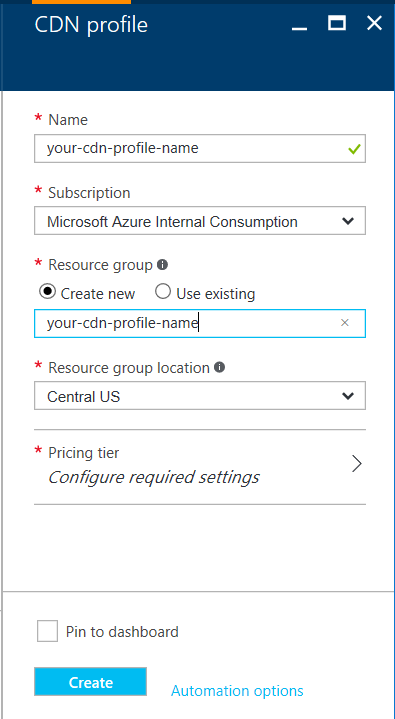 CDN profile
* Name
your-cdn-profile-name
* Subscription
Microsoft Azure Internal Consumption
* Resource group
Create new Use existing
your-cdn-profile-name
* Resource group location
Central US
* Pricing tier
Configure required settings
Pin to dashboard
Create Automation options